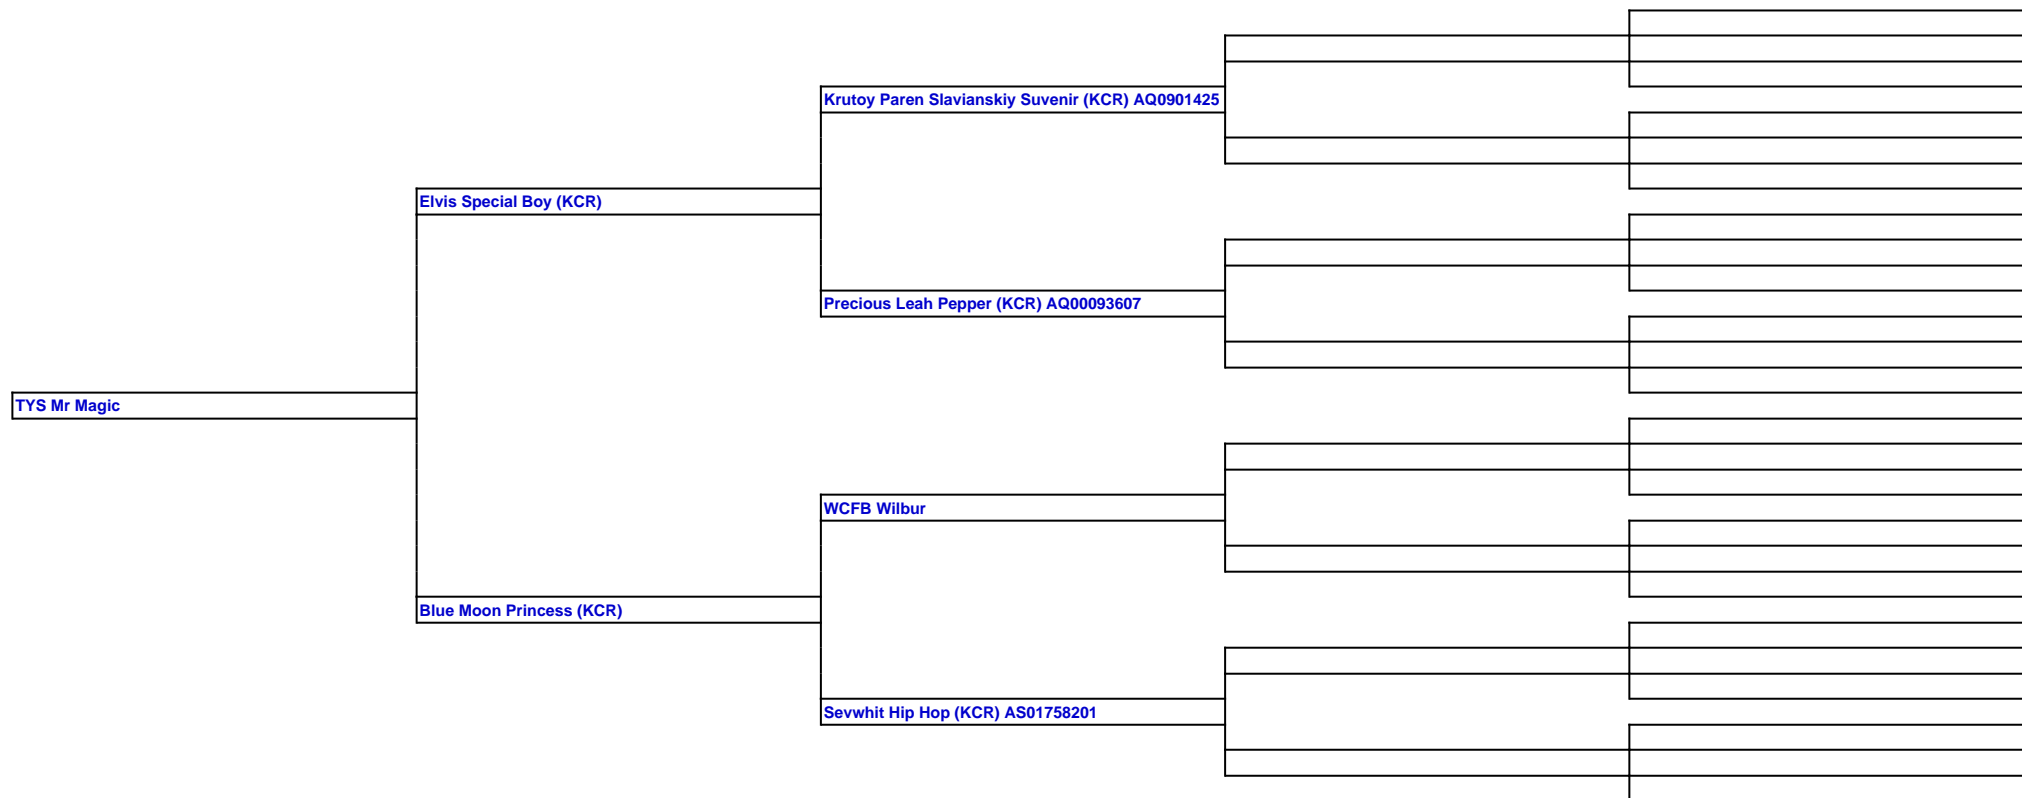 Krutoy Paren Slavianskiy Suvenir (KCR) AQ0901425
Elvis Special Boy (KCR)
Precious Leah Pepper (KCR) AQ00093607
TYS Mr Magic
WCFB Wilbur
Blue Moon Princess (KCR)
Sevwhit Hip Hop (KCR) AS01758201